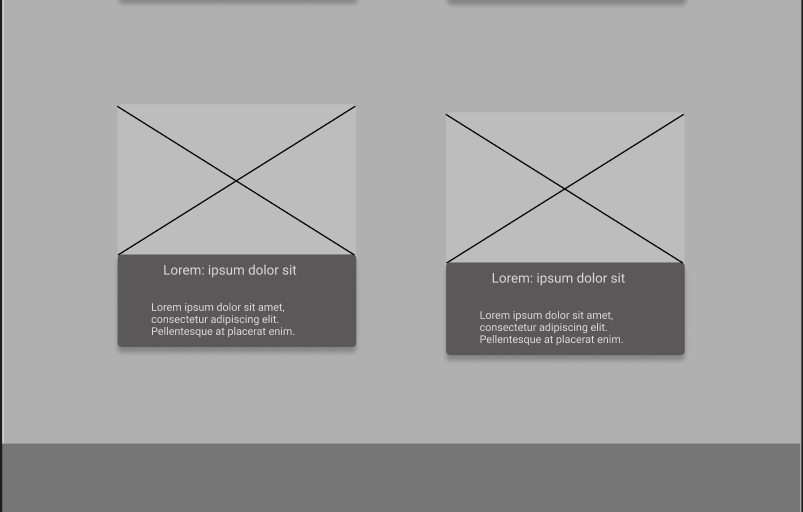 Lorem: ipsum dolor sit
Lorem ipsum dolor sit amet,
consectetur adipiscing elit.
Pellentesque at placerat enim.
Lorem: ipsum dolor sit
Lorem ipsum dolor sit amet,
consectetur adipiscing elit.
Pellentesque at placerat enim.